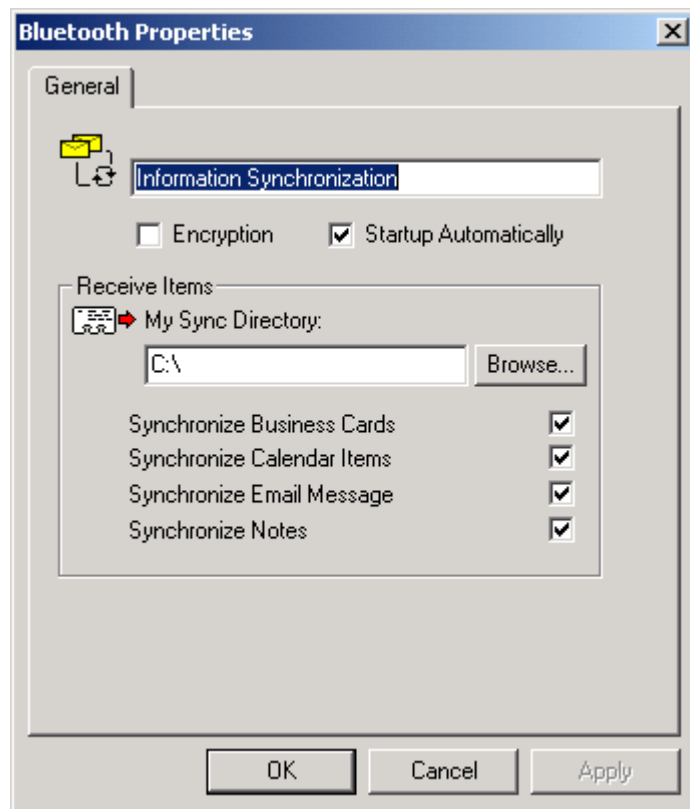 Bluetooth Properties
General
Information Synchronization
Encryption Startup Automatically
Receive Items
My Sync Directory:
C:\ Browse...
Synchronize Business Cards
Synchronize Calendar Items
Synchronize Email Message
Synchronize Notes
OK Cancel Apply